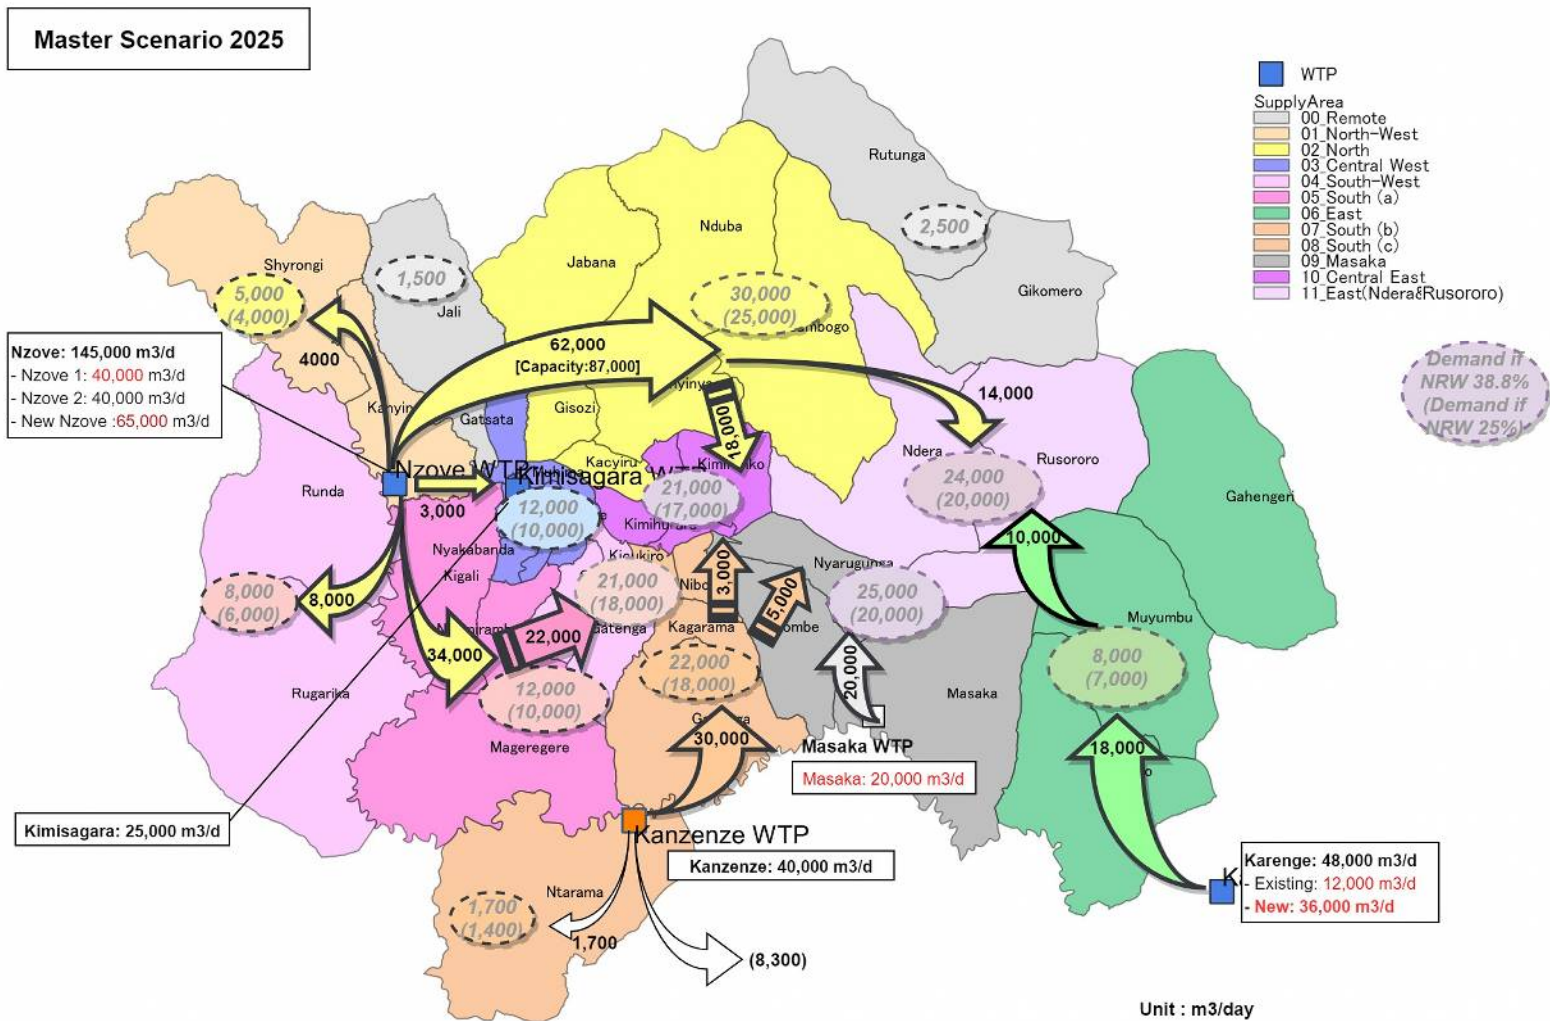 Master Scenario 2025
WTP
SupplyArea
00_Remote
01_North-West
02_North
03_Central West
04_South-West
05_South (a)
06_East
07_South (b)
08_South (c)
09_Masaka
10_Central East
11_East(Ndera&Rusororo)
Rutunga
2,500
Gikomero
Nduba
Jabana
30,000
(25,000)
Shyrongi
5,000
(4,000)
4000
1,500
Jali
62,000
[Capacity:87,000]
14,000
18,000
Nzove: 145,000 m3/d
- Nzove 1: 40,000 m3/d
- Nzove 2: 40,000 m3/d
- New Nzove :65,000 m3/d
Demand if
NRW 38.8%
(Demand if
NRW 25%)
Gatsata
Gisozi
Kacyiru
Nzove WTP
Kimisagara
3,000
12,000
(10,000)
21,000
(17,000)
Ndera
Rusororo
24,000
(20,000)
Gahengeri
Runda
Nyakabanda
Kigali
8,000
(6,000)
8,000
34,000
22,000
21,000
(18,000)
Kagarama
3,000
5,000
Nyarugunga
25,000
(20,000)
10,000
Muyumbu
8,000
(7,000)
Rugarika
12,000
(10,000)
Mageregere
22,000
(18,000)
30,000
20,000
Masaka
18,000
Masaka WTP
Masaka: 20,000 m3/d
Kimisagara: 25,000 m3/d
Kanzenze WTP
Kanzenze: 40,000 m3/d
Karenge: 48,000 m3/d
- Existing: 12,000 m3/d
- New: 36,000 m3/d
Ntarama
1,700
(1,400)
1,700
(8,300)
Unit : m3/day